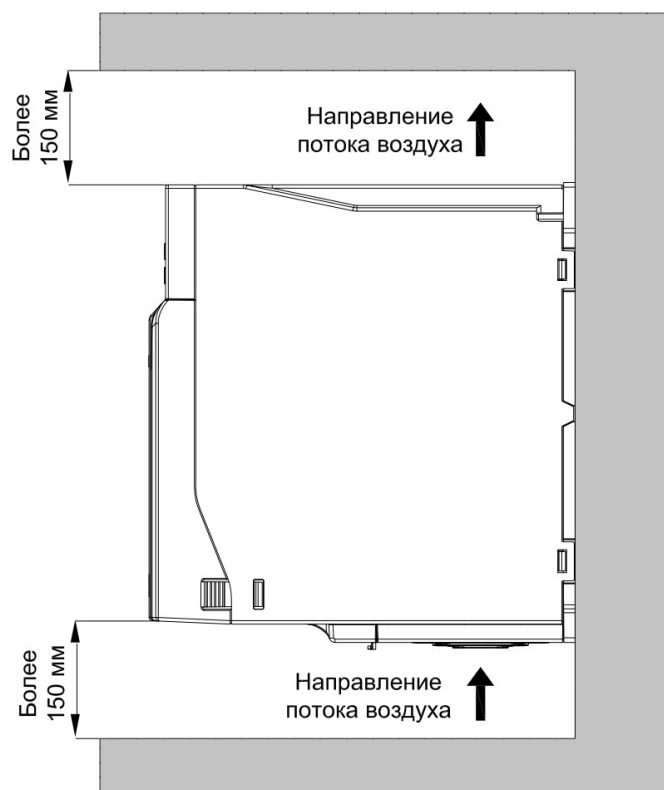 Более
150 мм
Направление
потока воздуха
Более
150 мм
Направление
потока воздуха